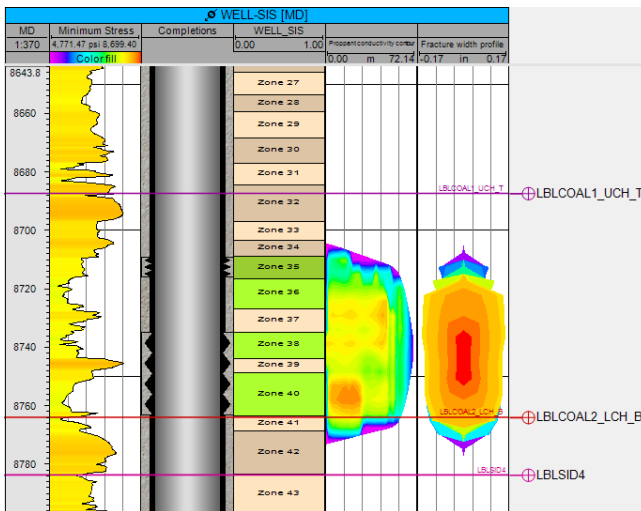 WELL-SIS [MD]
MD Minimum Stress Completions WELL_SIS
1:370 4,771.47 psi 8,699.40 0.00 1.00 Proppant conductivity contour Fracture width profile
Color fill 0.00 m 72.14 -0.17 in 0.17
8643.8
Zone 27
Zone 28
8660
Zone 29
Zone 30
8680 Zone 31
LBLCOAL1_UCH_T LBLCOAL1_UCH_T
Zone 32
8700 Zone 33
Zone 34
Zone 35
8720 Zone 36
Zone 37
8740 Zone 38
Zone 39
8760 Zone 40
LBLCOAL2_LCH_B LBLCOAL2_LCH_B
Zone 41
8780 Zone 42
LBLSID4 LBLSID4
Zone 43